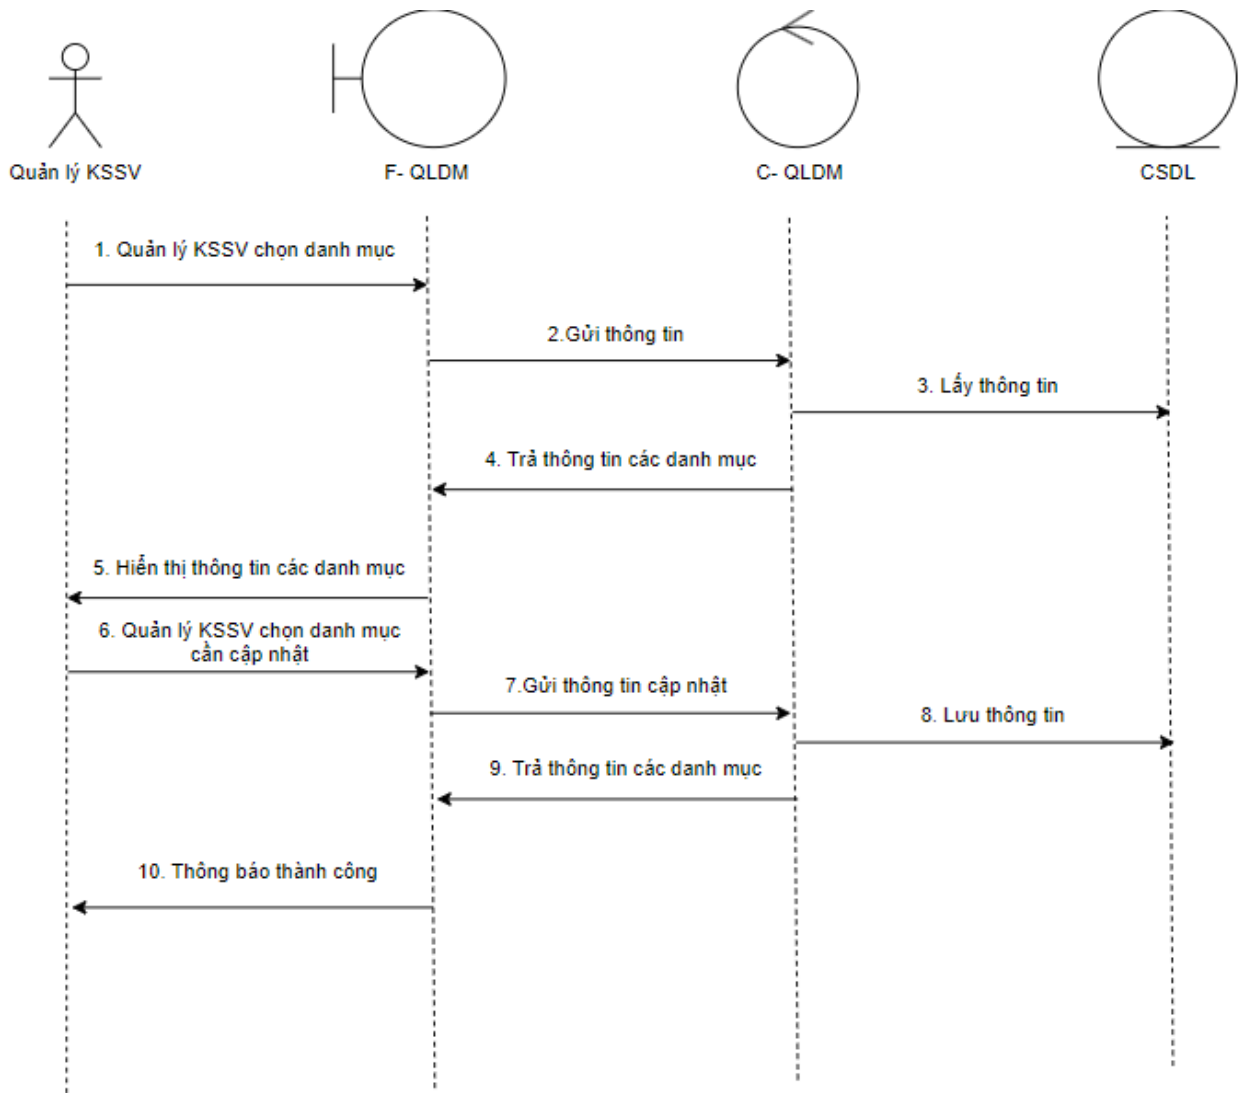 Quản lý KSSV
F- QLDM
C- QLDM
CSDL
1. Quản lý KSSV chọn danh mục
2.Gửi thông tin
3. Lấy thông tin
4. Trả thông tin các danh mục
5. Hiển thị thông tin các danh mục
6. Quản lý KSSV chọn danh mục
cần cập nhật
7.Gửi thông tin cập nhật
8. Lưu thông tin
9. Trả thông tin các danh mục
10. Thông báo thành công